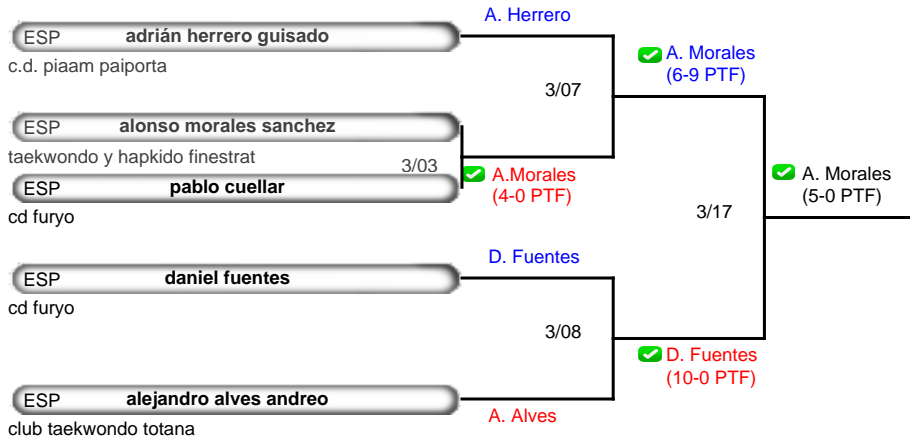 A. Herrero
ESP adrián herrero guisado
c.d. piaam paiporta
A. Morales
(6-9 PTF)
3/07
ESP alonso morales sanchez
taekwondo y hapkido finestrat
3/03
ESP pablo cuellar
cd furyo
A.Morales
(4-0 PTF)
A. Morales
(5-0 PTF)
3/17
D. Fuentes
ESP daniel fuentes
cd furyo
3/08
D. Fuentes
(10-0 PTF)
ESP alejandro alves andreo
club taekwondo totana
A. Alves